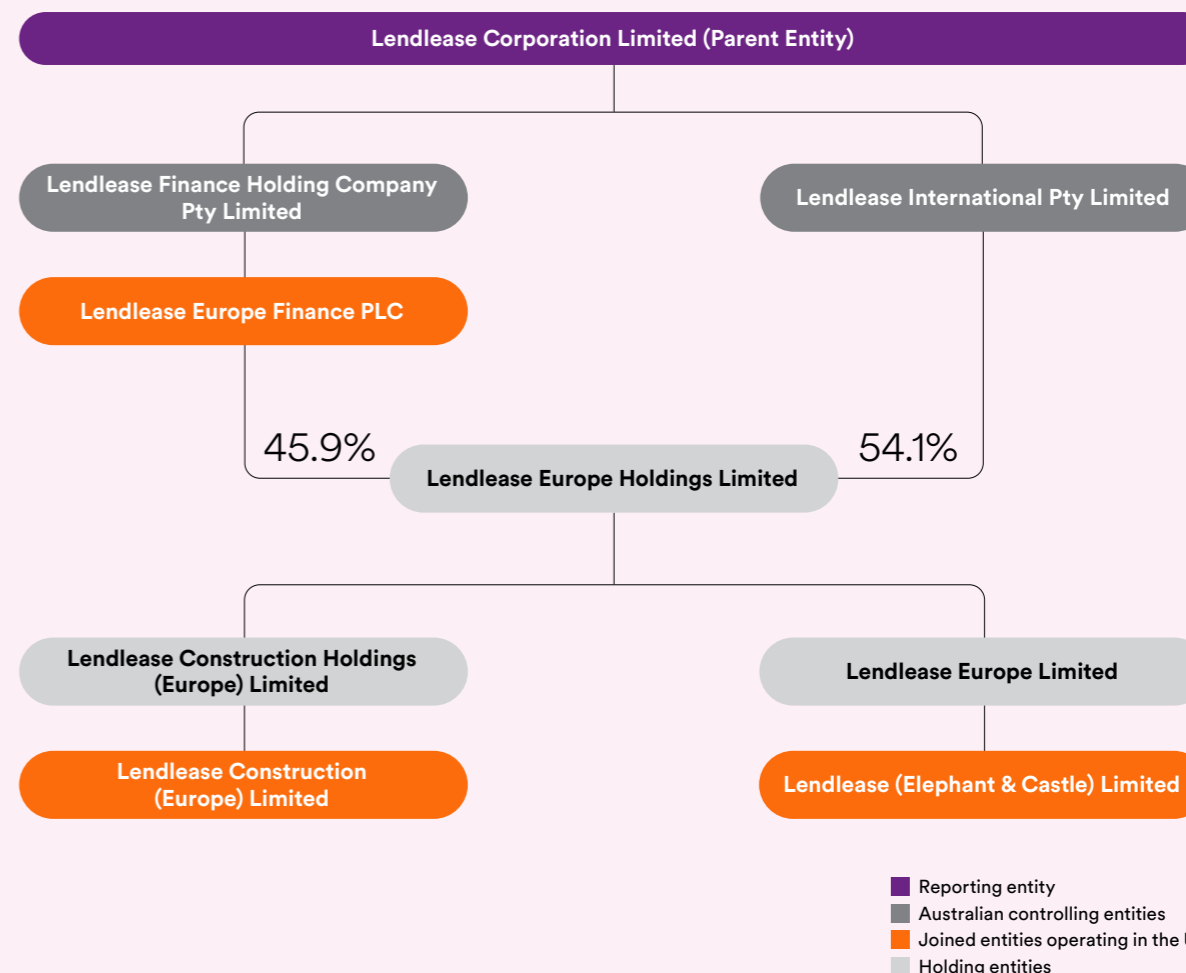 Lendlease Corporation Limited (Parent Entity)
Lendlease Finance Holding Company
Pty Limited
Lendlease International Pty Limited
Lendlease Europe Finance PLC
45.9%
54.1%
Lendlease Europe Holdings Limited
Lendlease Construction Holdings
(Europe) Limited
Lendlease Europe Limited
Lendlease Construction
(Europe) Limited
Lendlease (Elephant & Castle) Limited
Reporting entity
Australian controlling entities
Joined entities operating in the
Holding entities